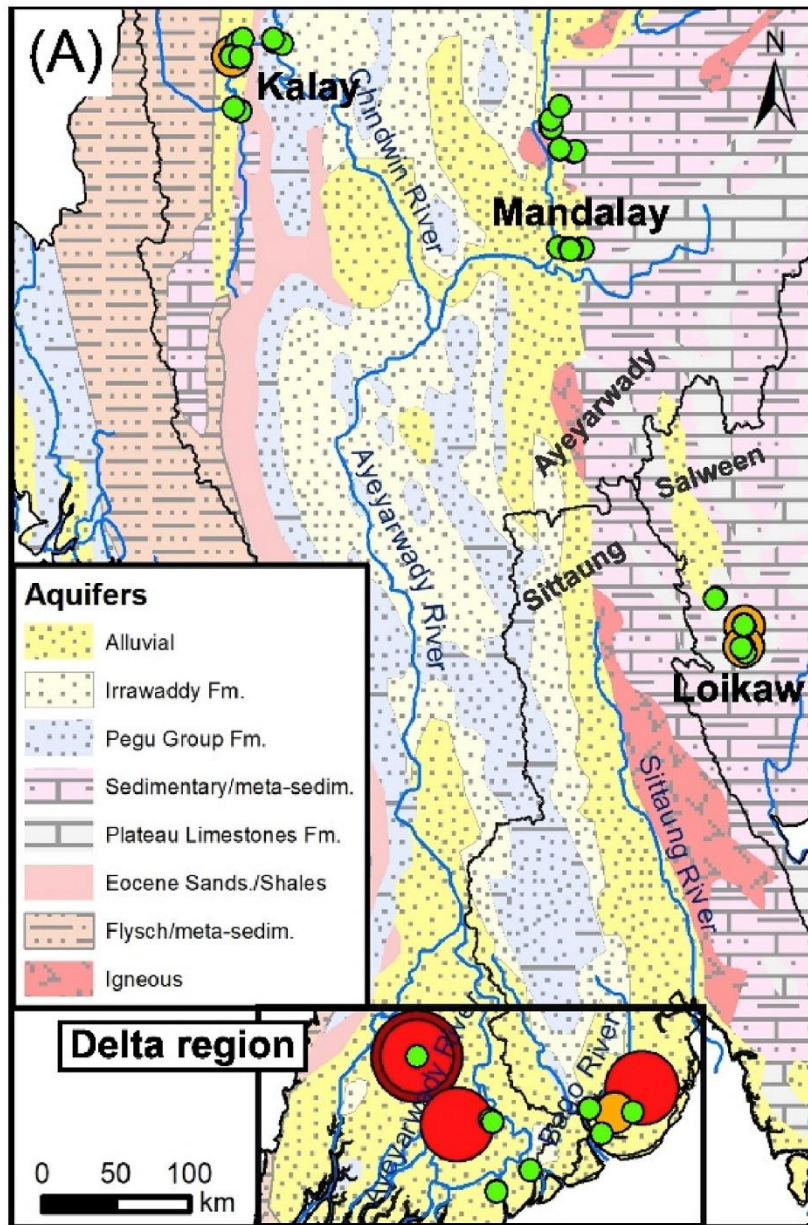 (A)
N
Kalay
Chindwin River
Mandalay
Ayeyarwady
Salween
Ayeyarwady River
Sittaung
Loikaw
Sittaung River
Aquifers
Alluvial
Irrawaddy Fm.
Pegu Group Fm.
Sedimentary/meta-sedim.
Plateau Limestones Fm.
Eocene Sands./Shales
Flysch/meta-sedim.
Igneous
Delta region
Ayeyarwady River
Bago River
0 50 100
km